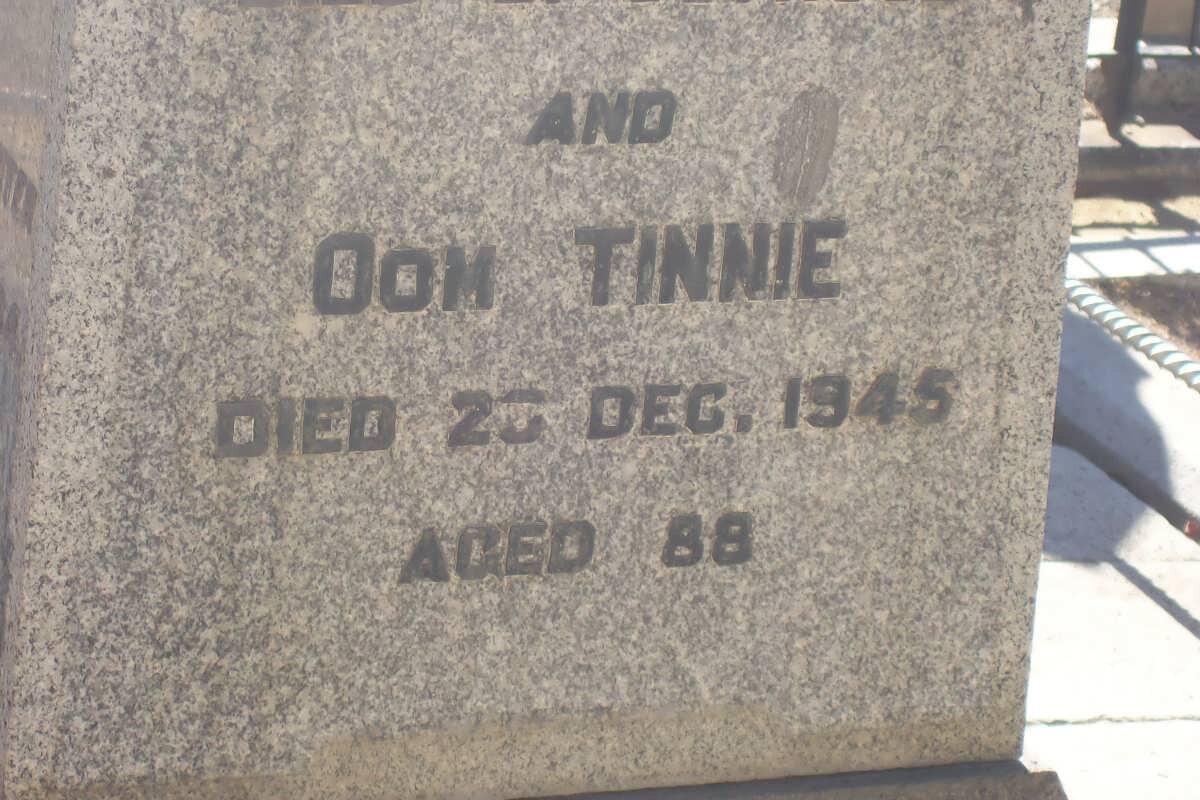 AND
OOM TINNIE
DIED DEC. 1945
AGED 88